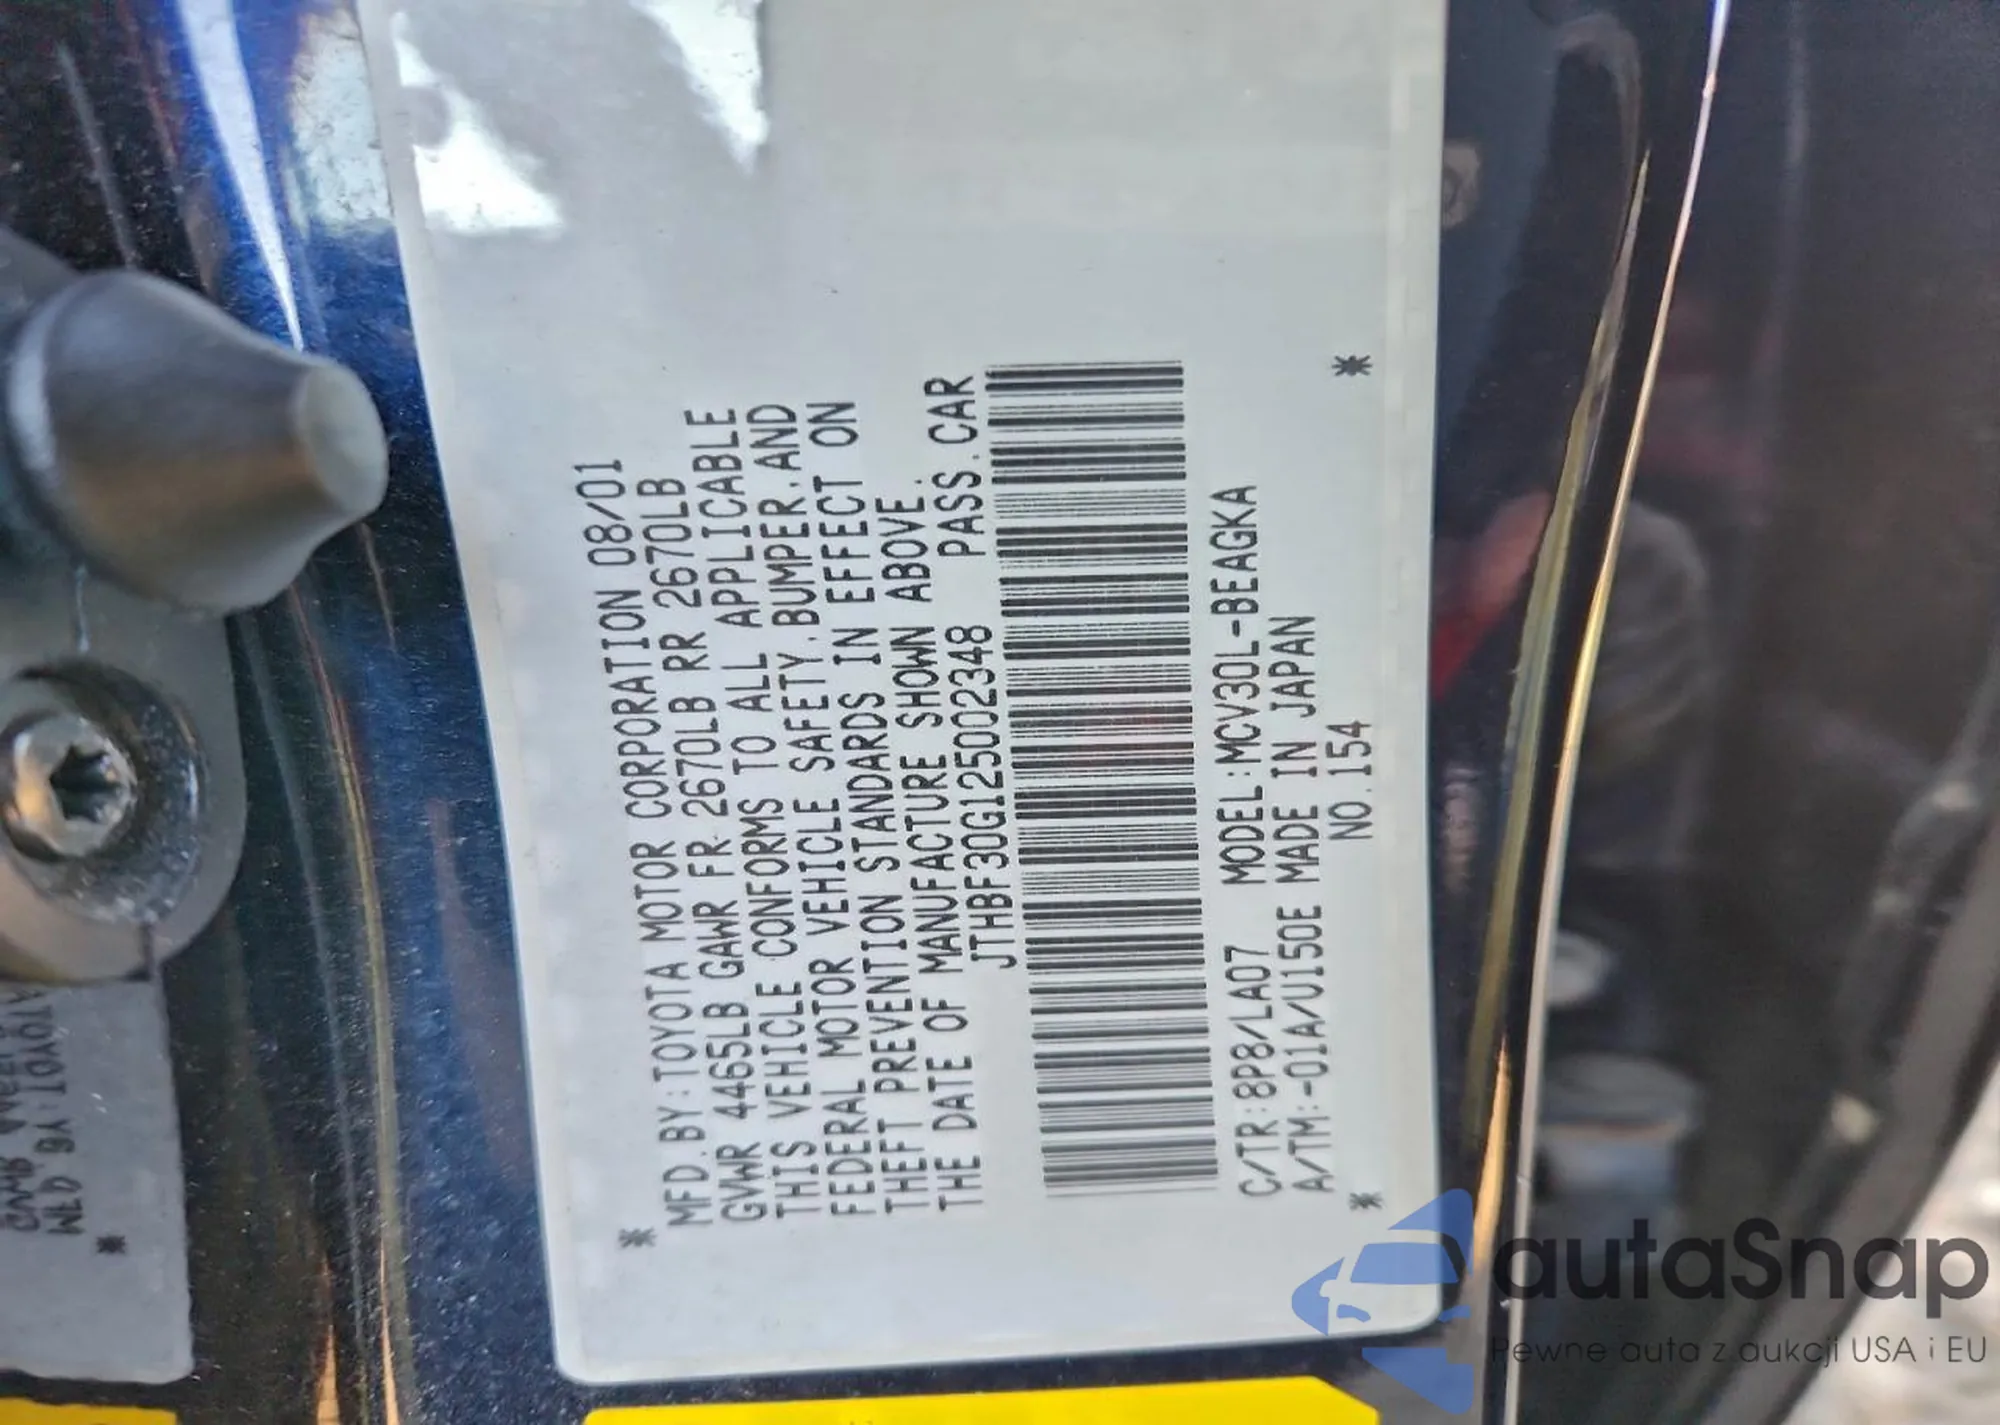 *
MFD.BY:TOYOTA MOTOR CORPORATION 08/01
GVWR 4465LB GAWR FR 2670LB RR 2670LB
THIS VEHICLE CONFORMS TO ALL APPLICABLE
FEDERAL MOTOR VEHICLE SAFETY.BUMPER.AND
THEFT PREVENTION STANDARDS IN EFFECT ON
THE DATE OF MANUFACTURE SHOWN ABOVE.
JTHBF30G125002348 PASS.CAR
C/TR:8P8/LA07 MODEL:MCV30L-BEAGKA
A/TM:-01A/U150E MADE IN JAPAN
* NO.154 *
autaSnap
Pewne auta z aukcji USA i EU